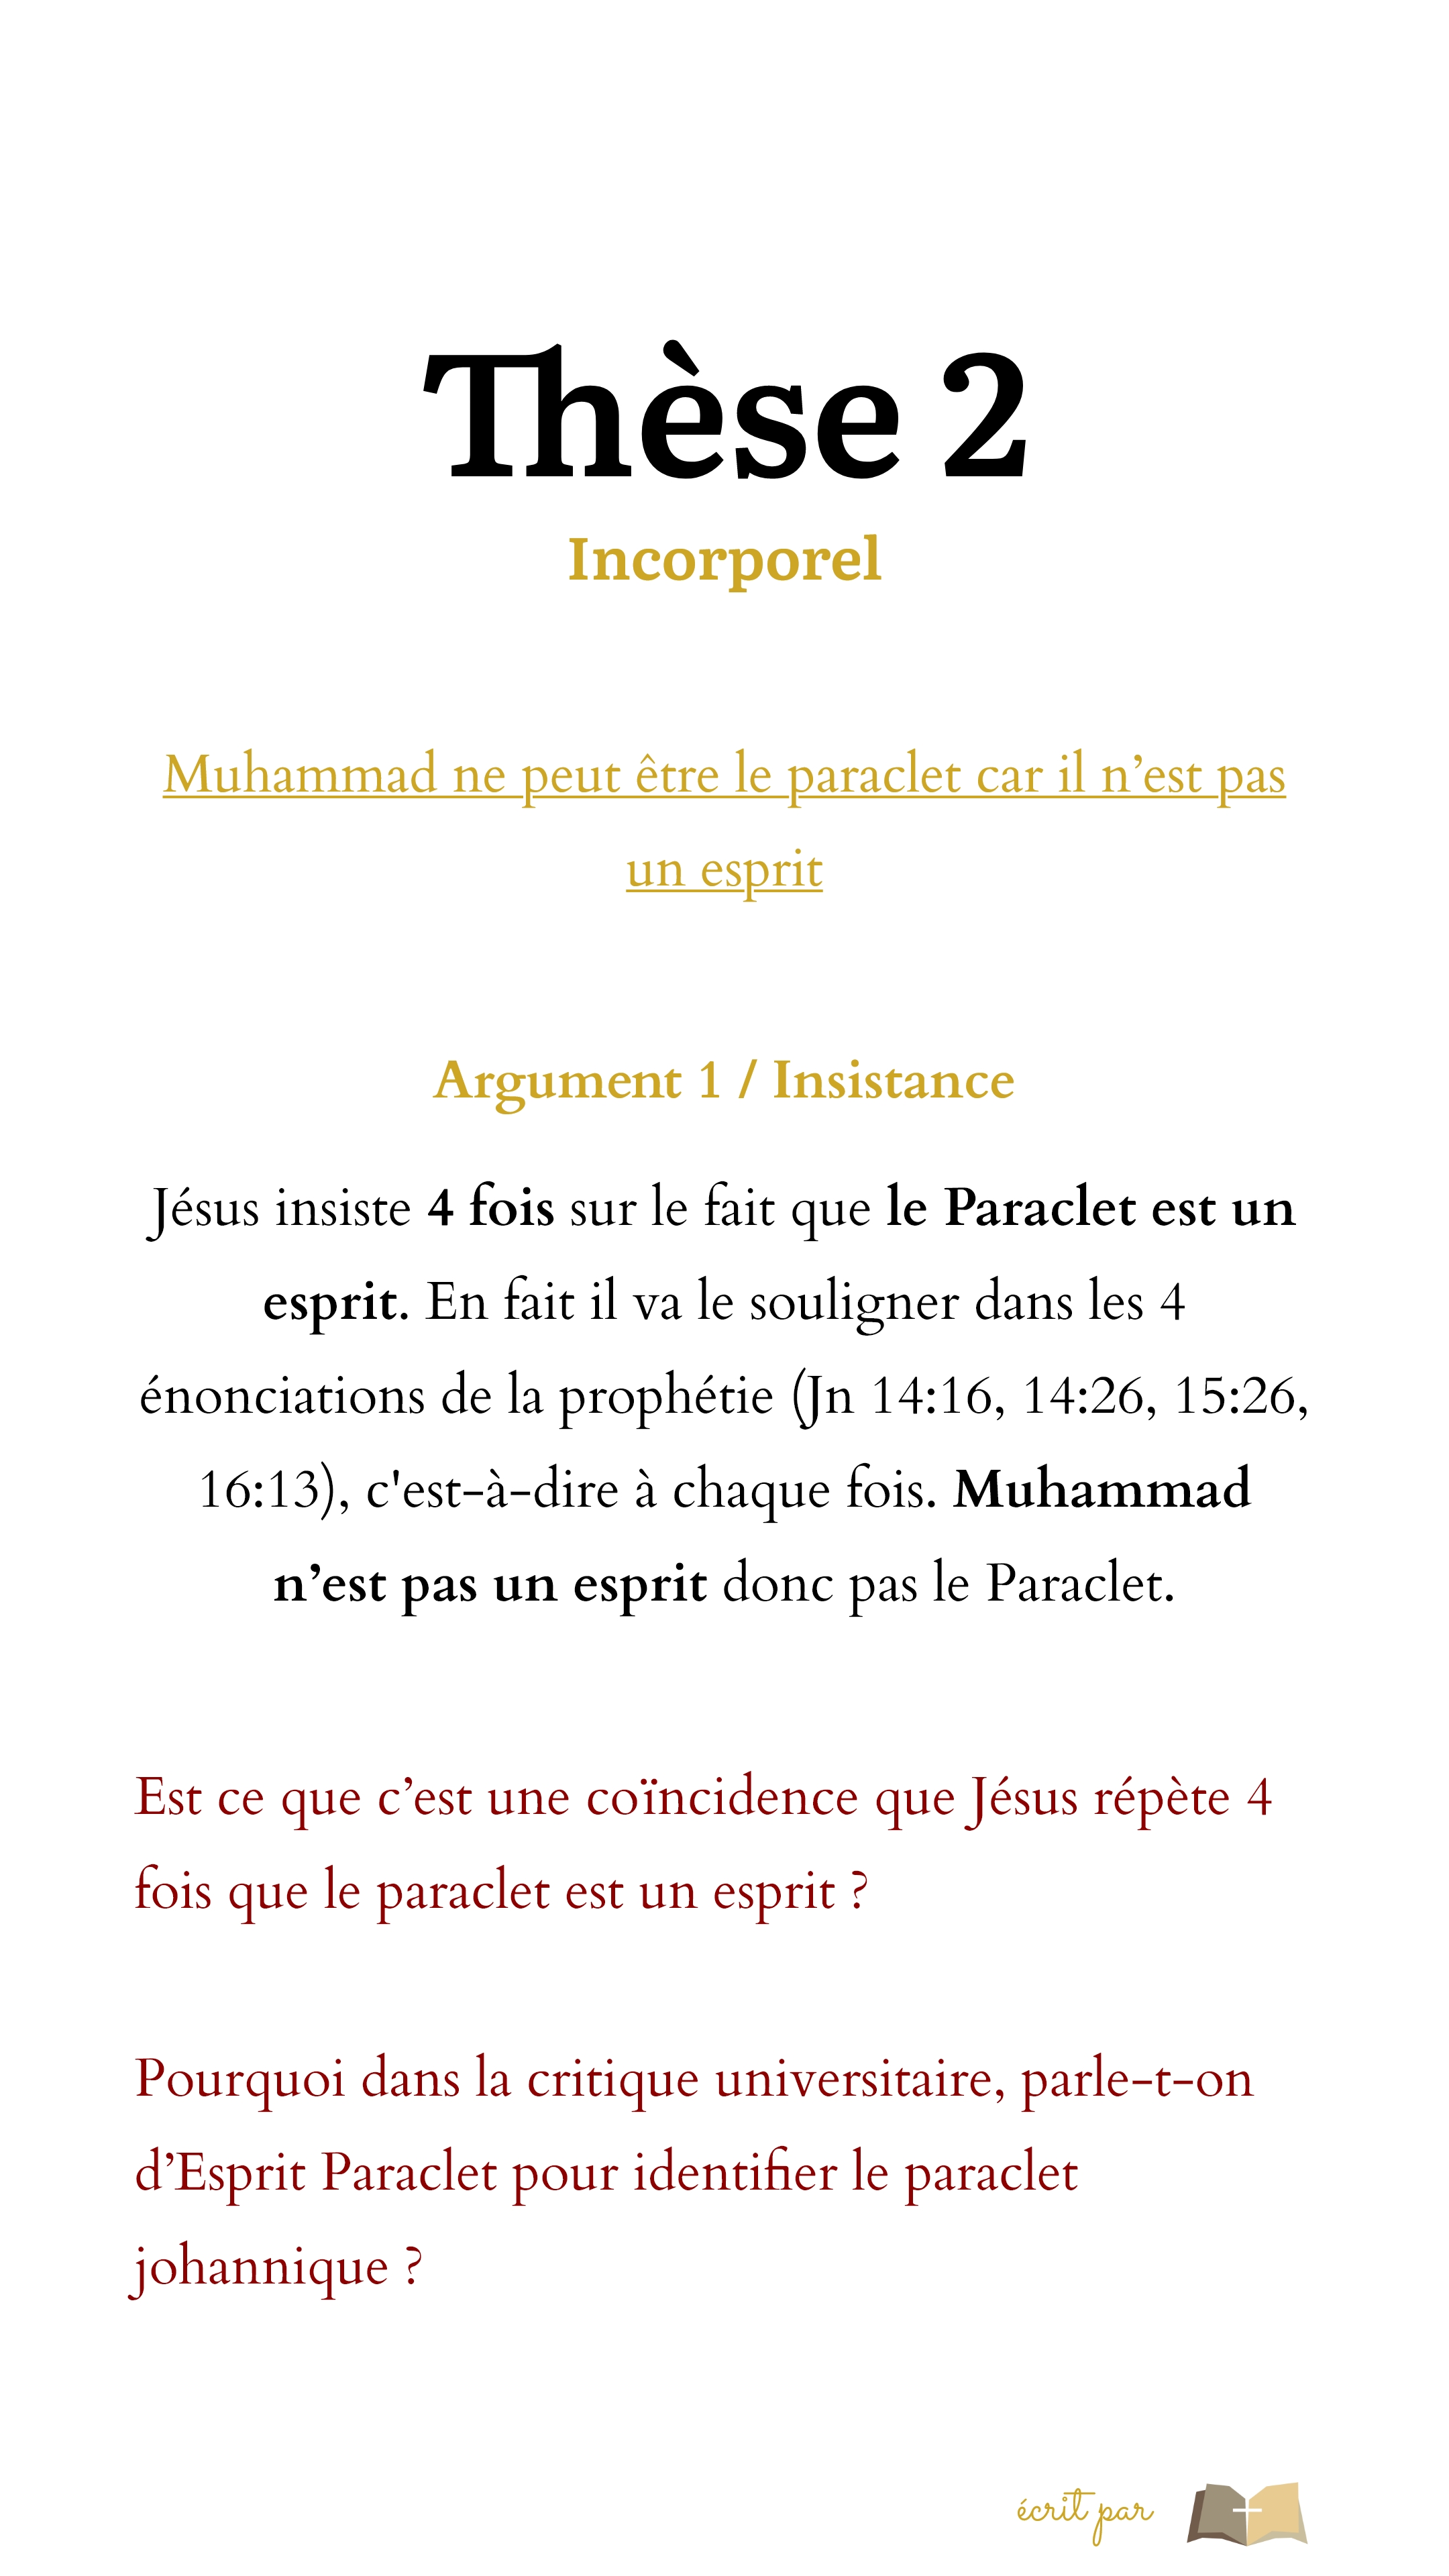 Thèse 2
Incorporel
Muhammad ne peut être le paraclet car il n’est pas
un esprit
Argument 1 / Insistance
Jésus insiste 4 fois sur le fait que le Paraclet est un
esprit. En fait il va le souligner dans les 4
énonciations de la prophétie (Jn 14:16, 14:26, 15:26,
16:13), c'est-à-dire à chaque fois. Muhammad
n’est pas un esprit donc pas le Paraclet.
Est ce que c’est une coïncidence que Jésus répète 4
fois que le paraclet est un esprit ?
Pourquoi dans la critique universitaire, parle-t-on
d’Esprit Paraclet pour identifier le paraclet
johannique ?
écrit par